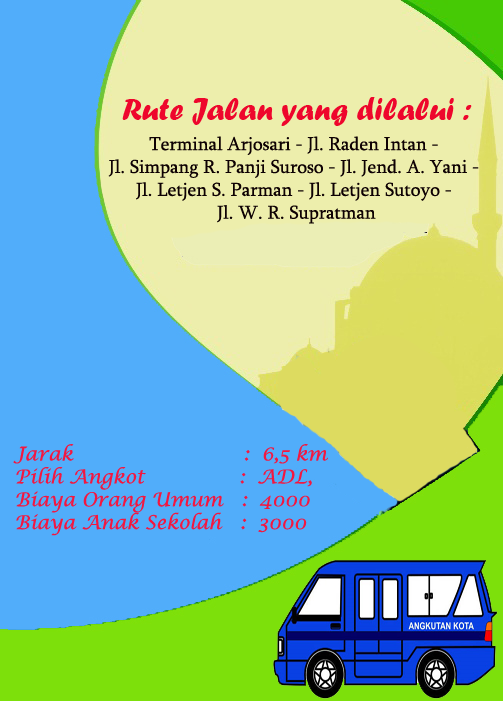 Rute Jalan yang dilalui :
Terminal Arjosari - Jl. Raden Intan -
Jl. Simpang R. Panji Suroso - Jl. Jend. A. Yani -
Jl. Letjen S. Parman - Jl. Letjen Sutoyo -
Jl. W. R. Supratman
Jarak : 6,5 km
Pilih Angkot : ADL,
Biaya Orang Umum : 4000
Biaya Anak Sekolah : 3000
ANGKUTAN KOTA